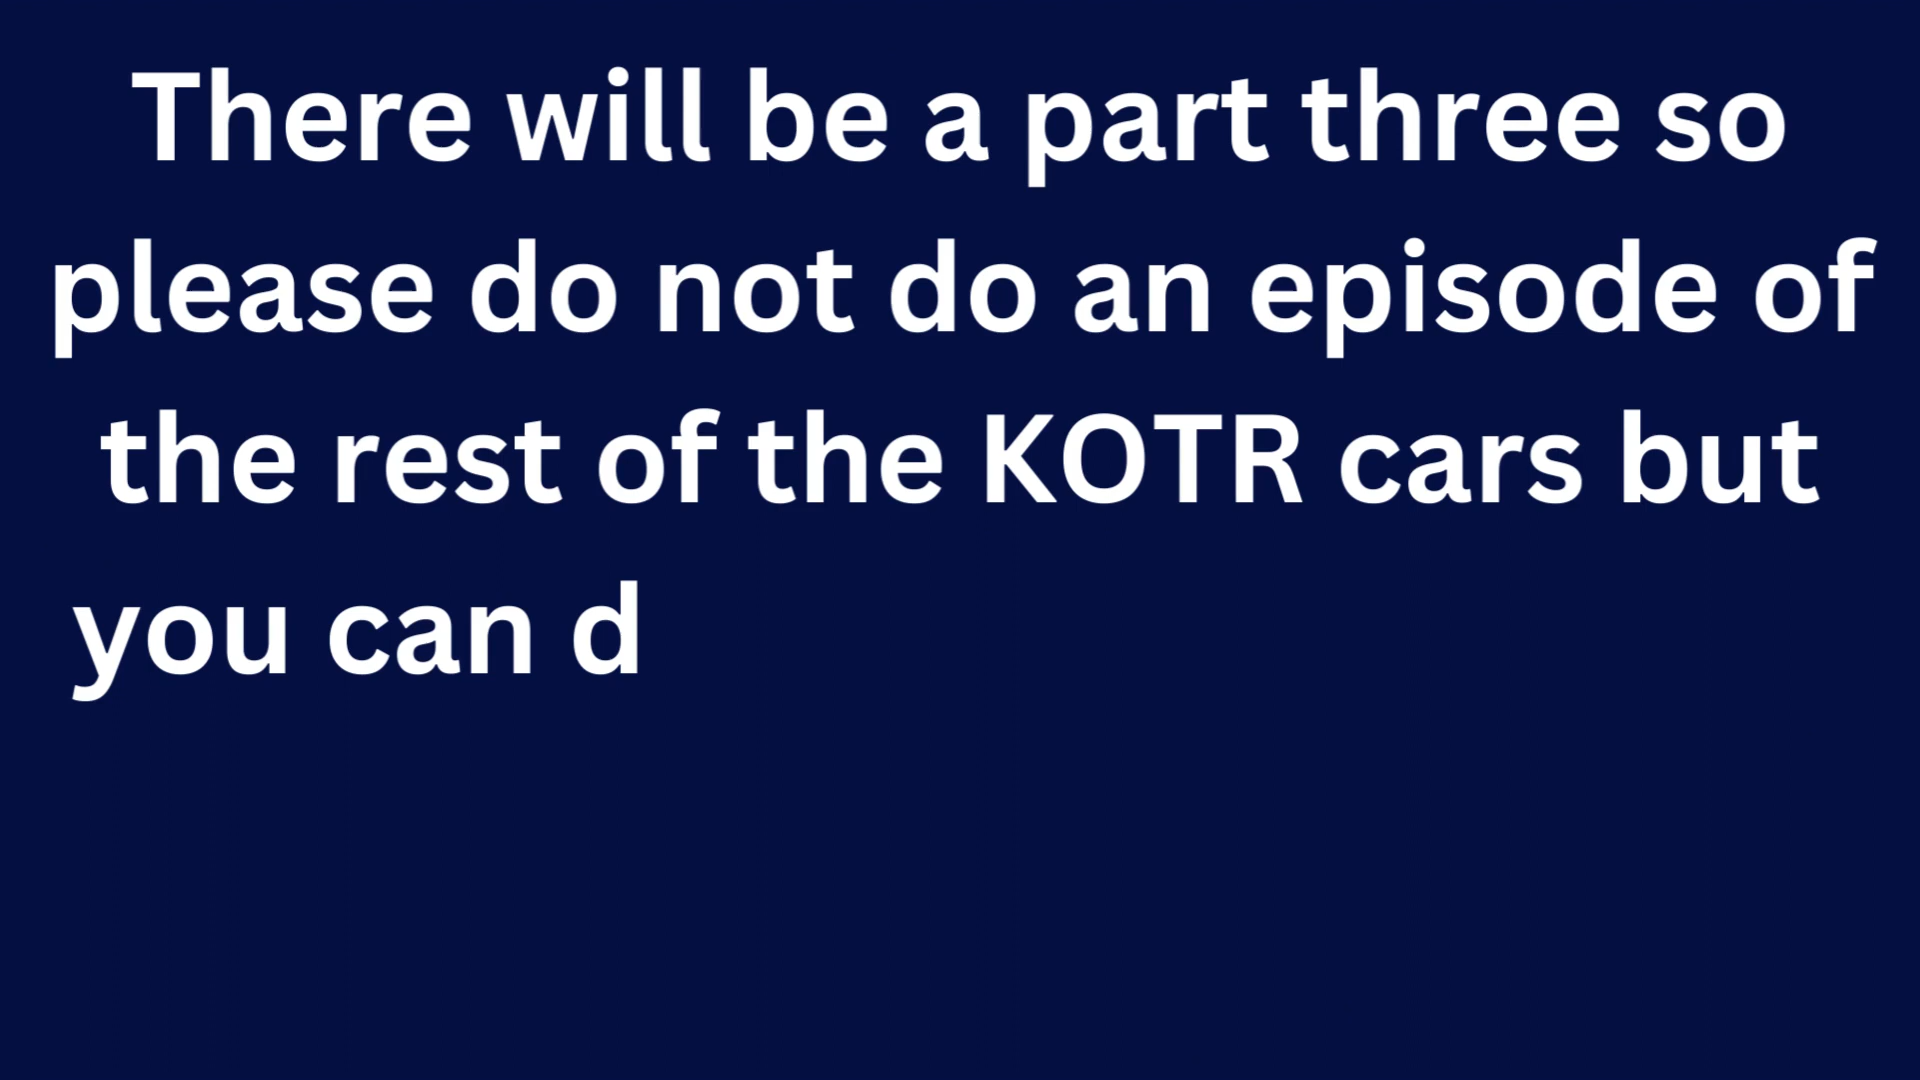 There will be a part three so
please do not do an episode of
the rest of the KOTR cars but
you can d